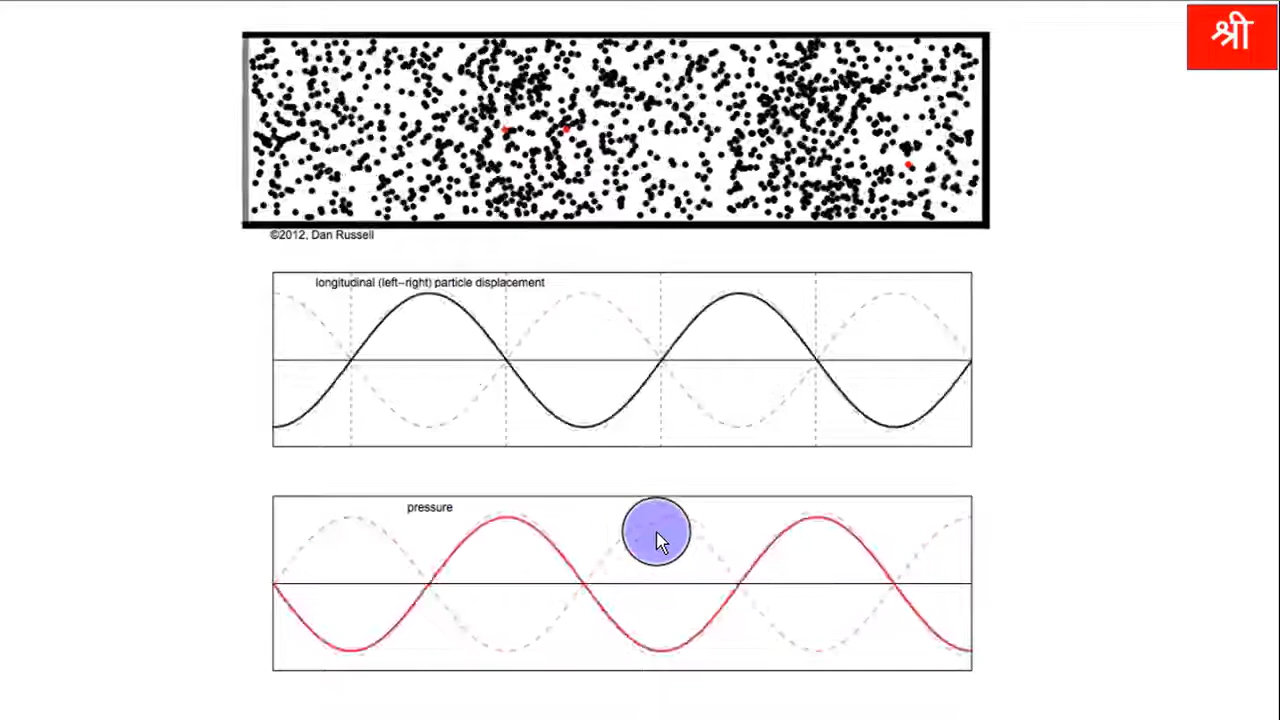 श्री
©2012, Dan Russell
longitudinal (left−right) particle displacement
pressure